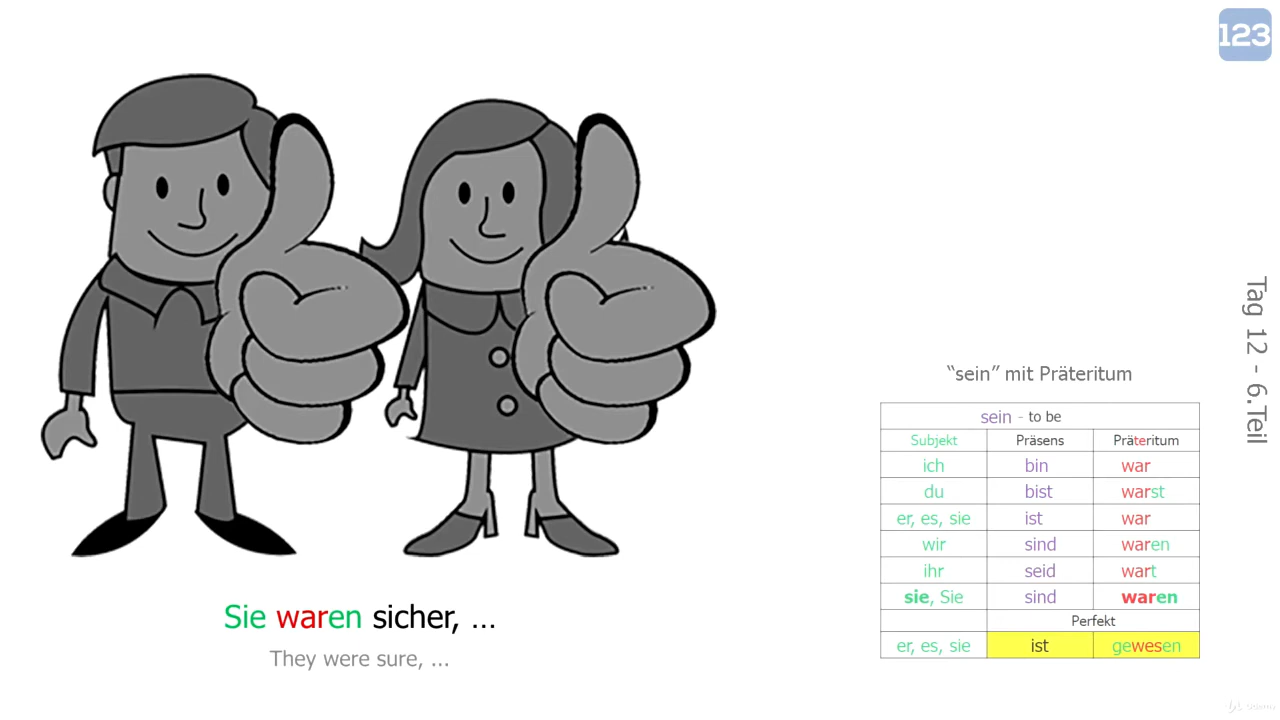 123
Tag 12 - 6.Teil
Sie waren sicher, ...
They were sure, ...
"sein" mit Präteritum
sein - to be
Subjekt Präsens Präteritum
ich bin war
du bist warst
er, es, sie ist war
wir sind waren
ihr seid wart
sie, Sie sind waren
Perfekt
er, es, sie ist gewesen